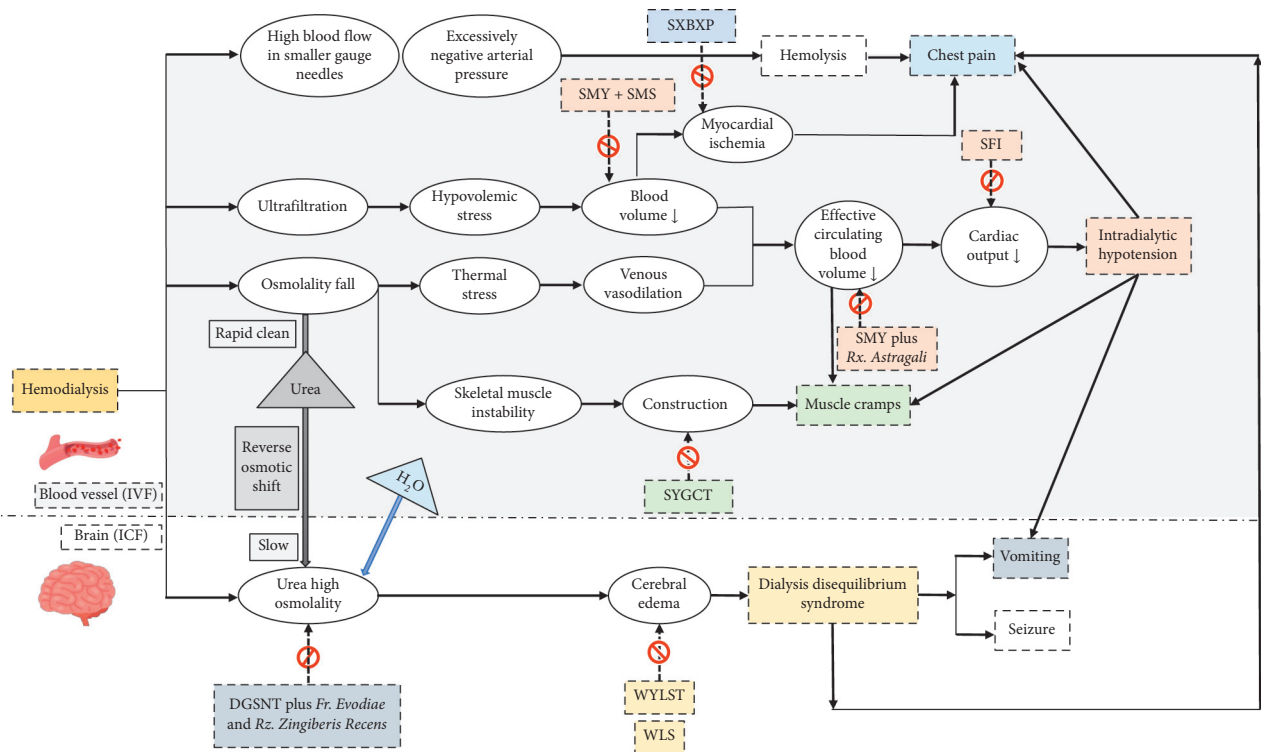 SXBXP
High blood flow
in smaller gauge
needles
Excessively
negative arterial
pressure
Hemolysis
Chest pain
SMY + SMS
Myocardial
ischemia
SFI
Ultrafiltration
Hypovolemic
stress
Blood
volume ↓
Effective
circulating
blood
volume ↓
Cardiac
output ↓
Intradialytic
hypotension
Osmolality fall
Thermal
stress
Venous
vasodilation
Rapid clean
SMY plus
Rx. Astragali
Hemodialysis
Urea
Skeletal muscle
instability
Construction
Muscle cramps
Reverse
osmotic
shift
H₂O
SYGCT
Blood vessel (IVF)
Brain (ICF)
Slow
Vomiting
Urea high
osmolality
Cerebral
edema
Dialysis disequilibrium
syndrome
Seizure
DGSNT plus Fr. Evodiae
and Rz. Zingiberis Recens
WYLST
WLS